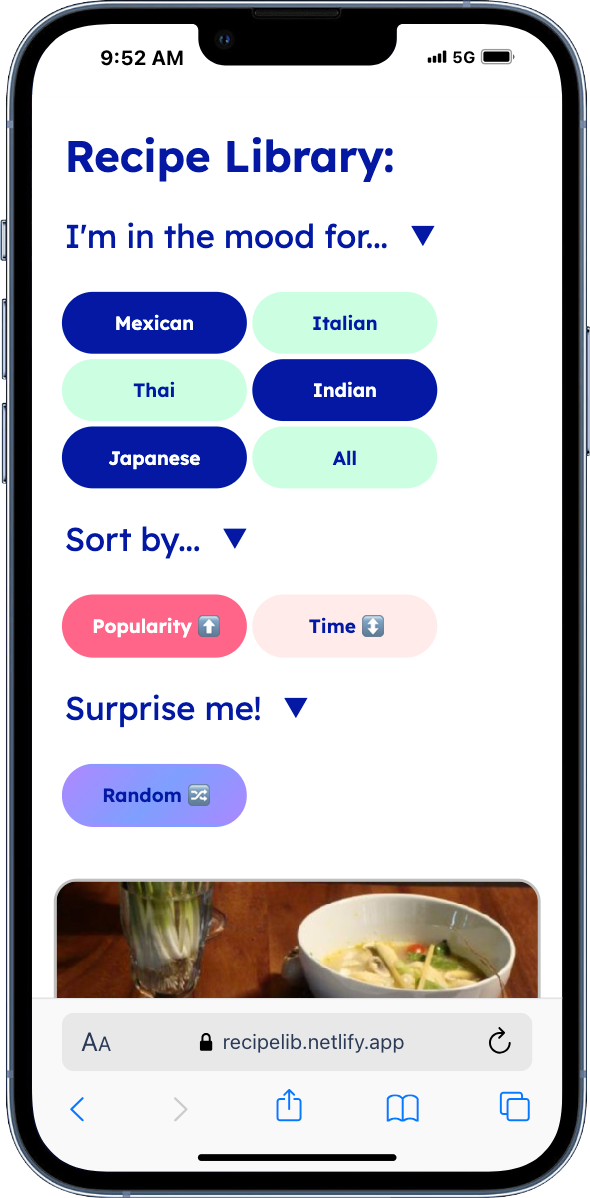 9:52 AM 5G
Recipe Library:
I'm in the mood for... ▼
Mexican Italian
Thai Indian
Japanese All
Sort by... ▼
Popularity ⬆️ Time ↕️
Surprise me! ▼
Random 🔀
AA recipelib.netlify.app